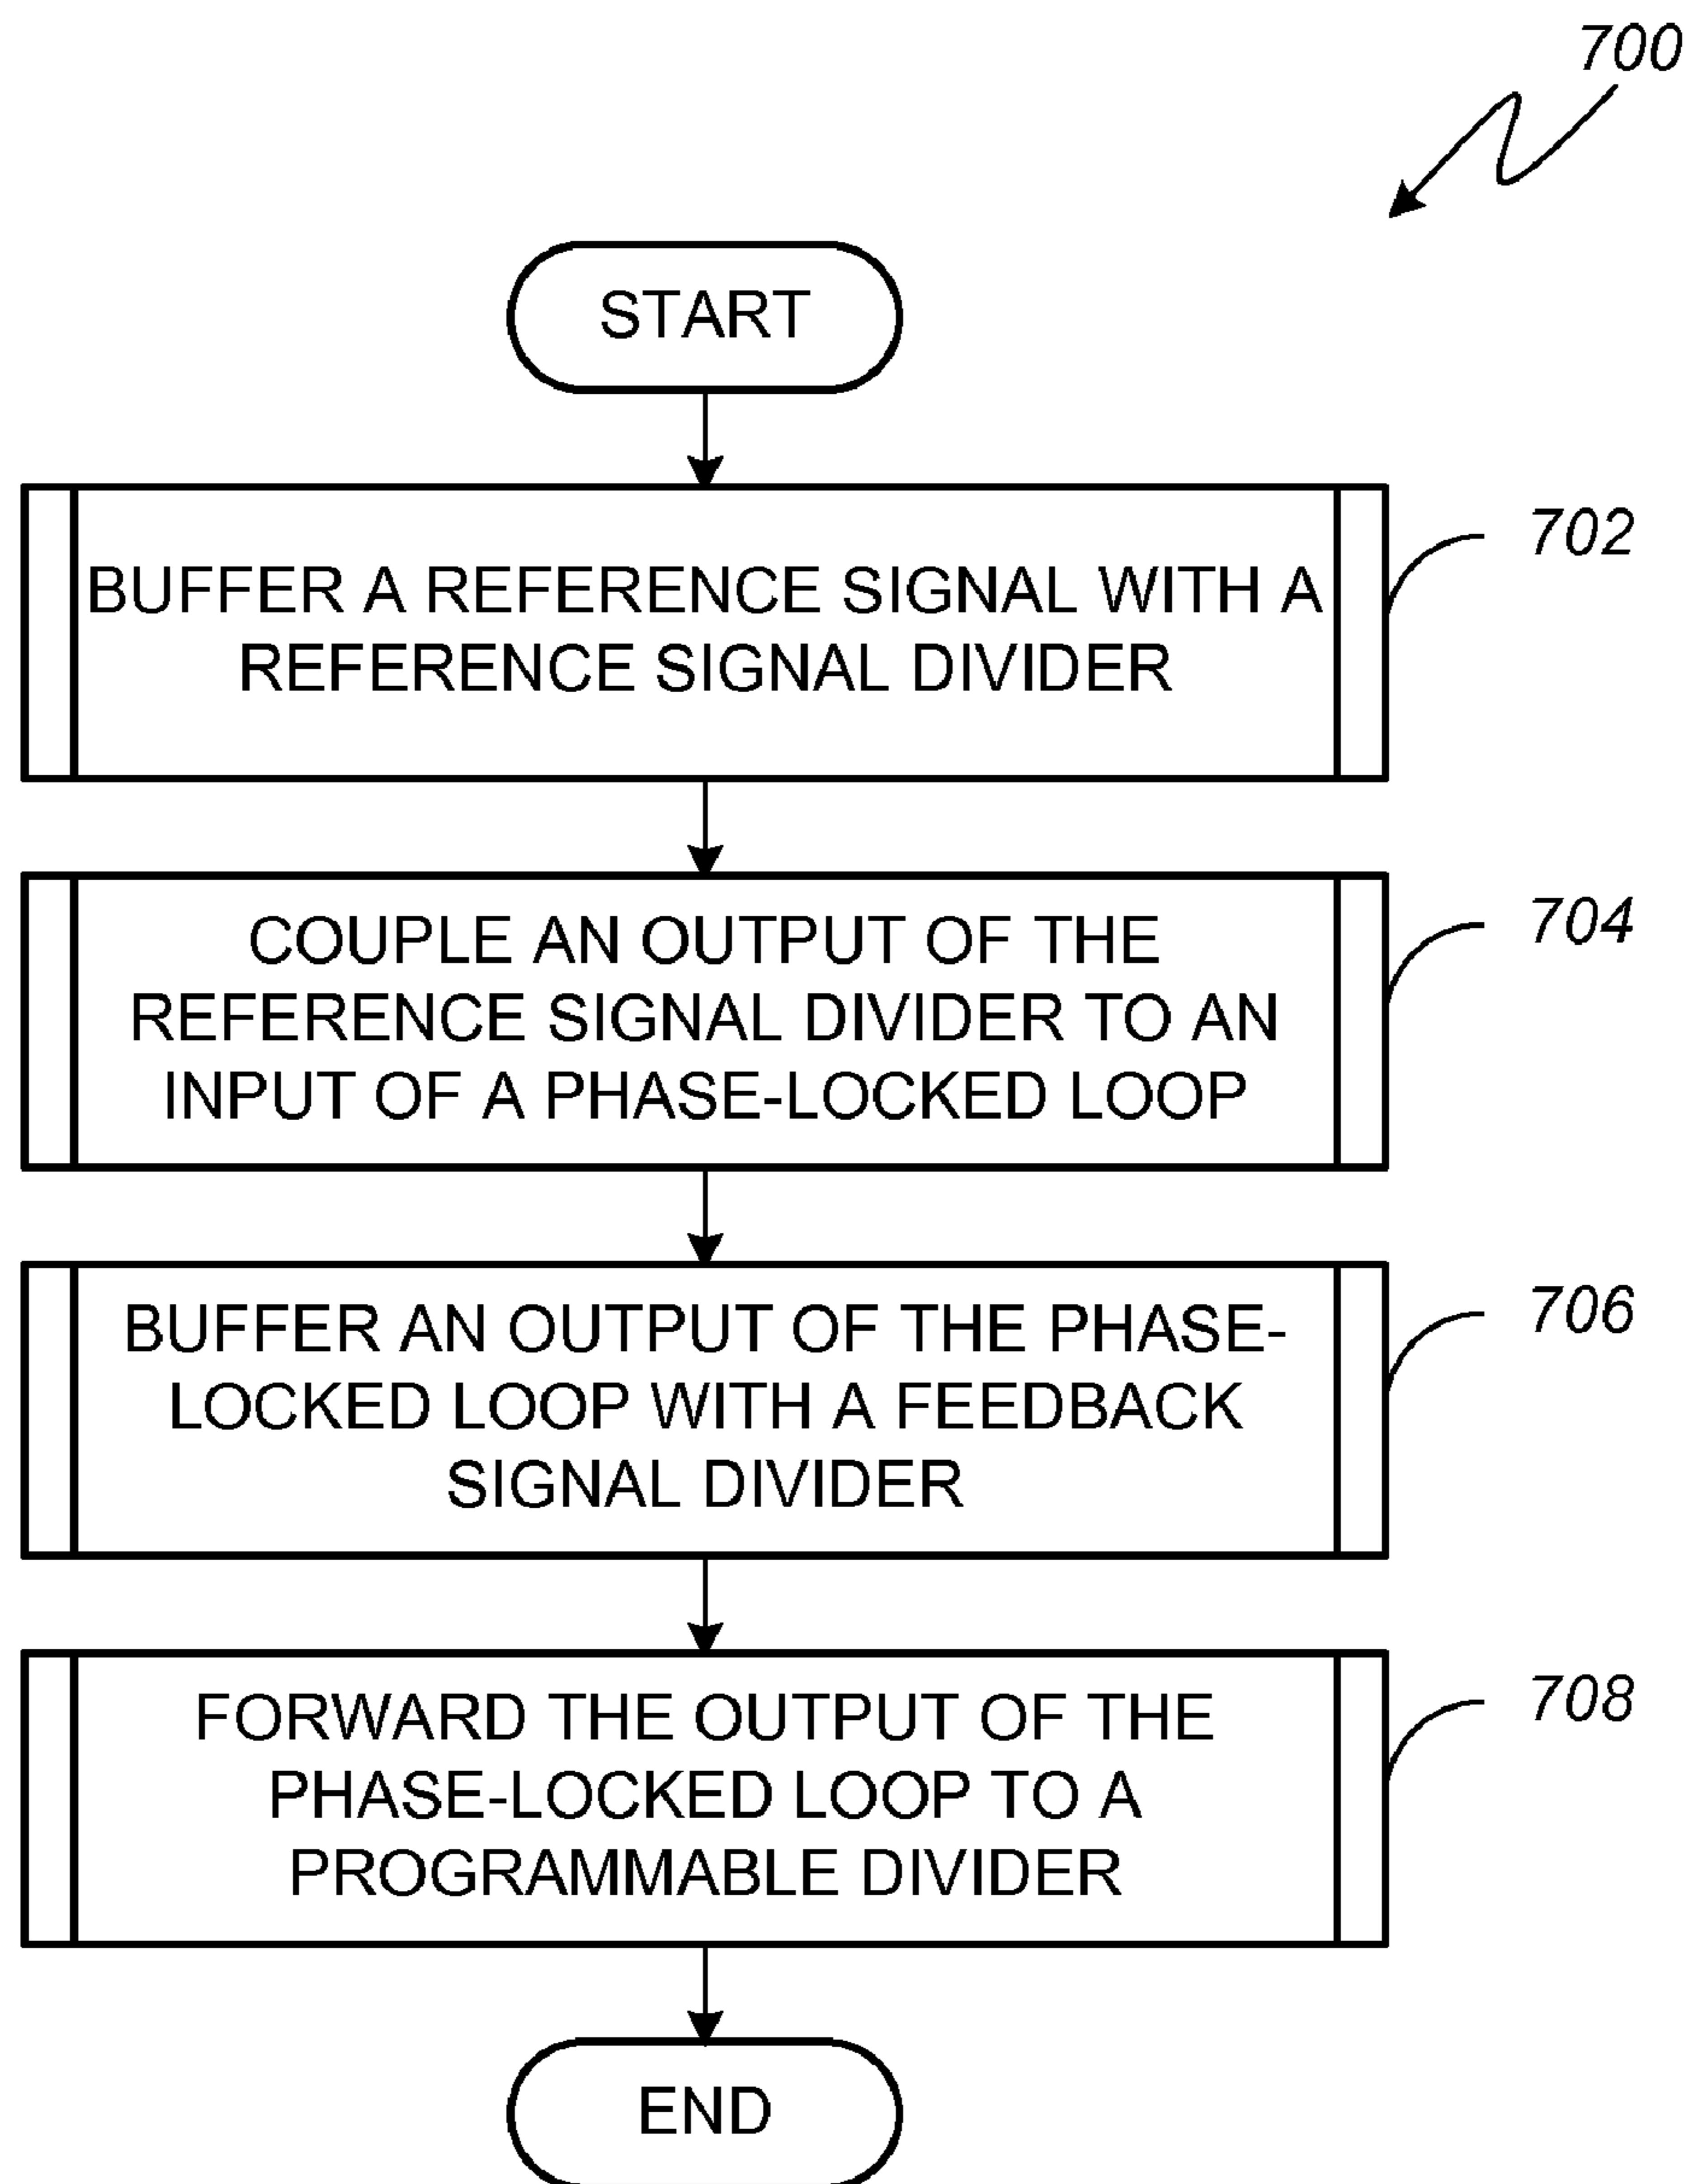 700
START
BUFFER A REFERENCE SIGNAL WITH A
REFERENCE SIGNAL DIVIDER
702
COUPLE AN OUTPUT OF THE
REFERENCE SIGNAL DIVIDER TO AN
INPUT OF A PHASE-LOCKED LOOP
704
BUFFER AN OUTPUT OF THE PHASE-
LOCKED LOOP WITH A FEEDBACK
SIGNAL DIVIDER
706
FORWARD THE OUTPUT OF THE
PHASE-LOCKED LOOP TO A
PROGRAMMABLE DIVIDER
708
END